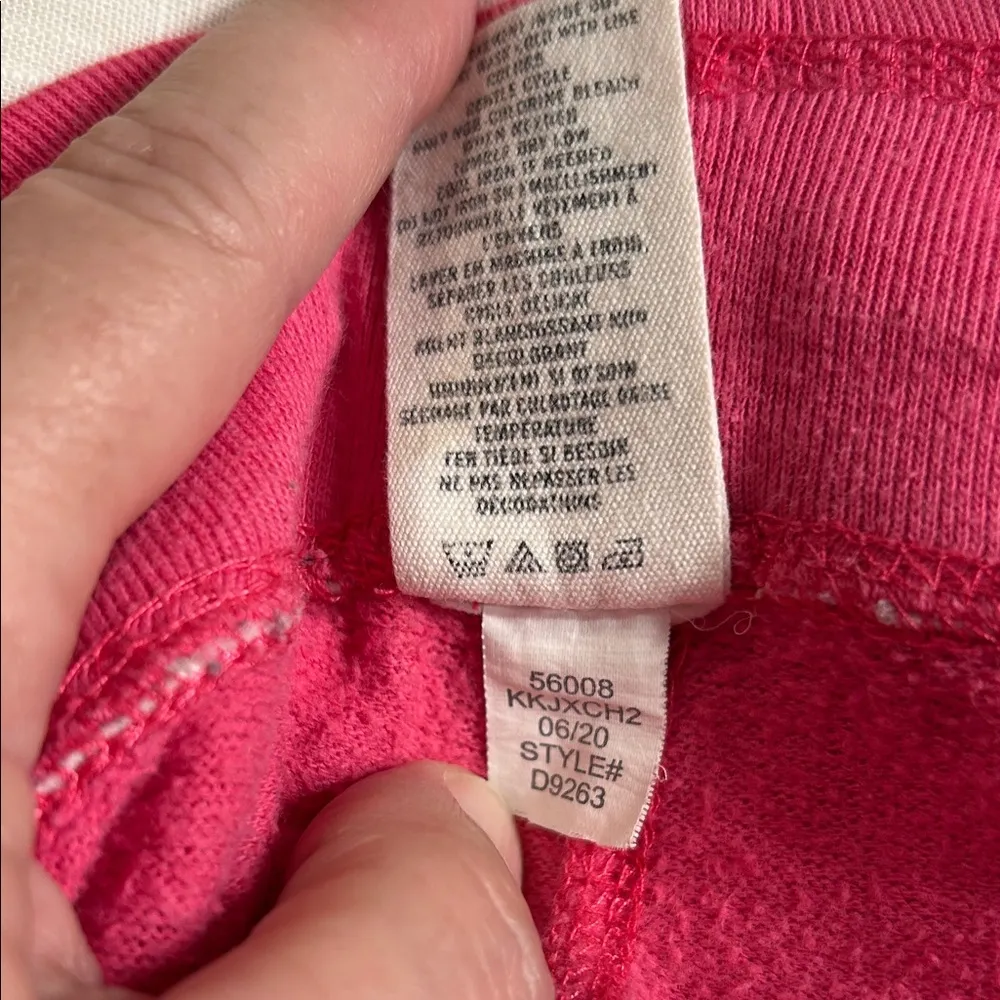 INSIDE OUT
WITH LIKE
COLORS
GENTLE CYCLE
ONLY NON CHLORINE BLEACH
WHEN NEEDED
TUMBLE DRY LOW
COOL IRON IF NEEDED
DO NOT IRON ON EMBELLISHMENT
RETOURNER LE VETEMENT À
L'ENVERS
LAVER EN MACHINE À FROID,
SÉPARER LES COULEURS
CYCLE DÉLICAT
AGENT BLANCHISSANT NON
DÉCOLORANT
UNIQUEMENT SI BESOIN
SÉCHAGE PAR CULBUTAGE BASSE
TEMPÉRATURE
FER TIÈDE SI BESOIN
NE PAS REPASSER LES
DÉCORATIONS
56008
KKJXCH2
06/20
STYLE#
D9263